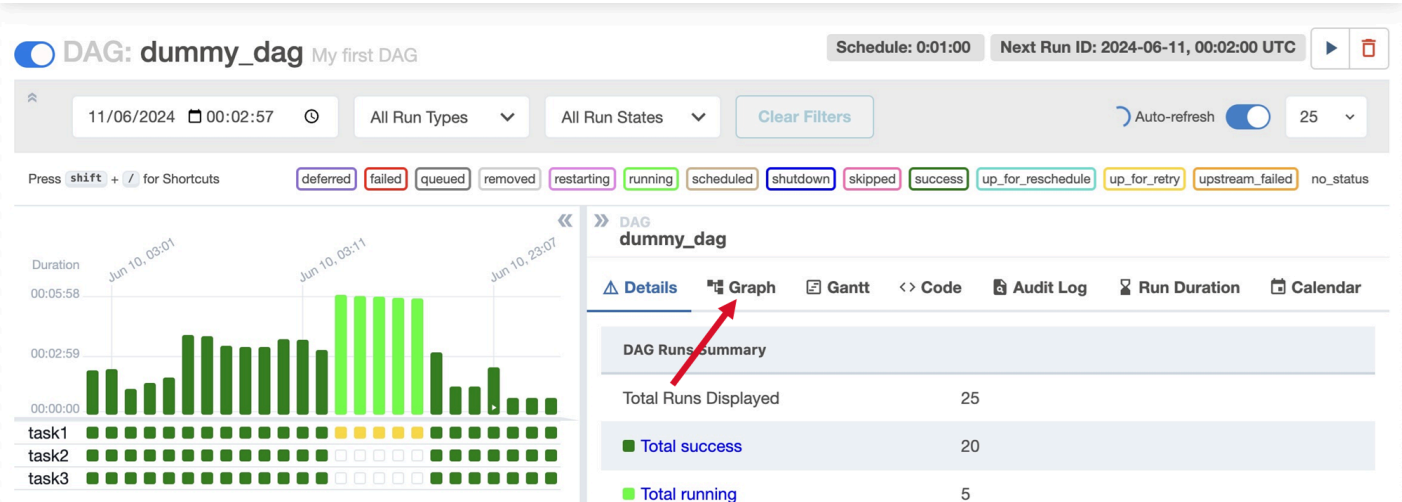 DAG: dummy_dag My first DAG
Schedule: 0:01:00 Next Run ID: 2024-06-11, 00:02:00 UTC
11/06/2024 00:02:57 All Run Types All Run States Clear Filters Auto-refresh 25
Press shift + / for Shortcuts deferred failed queued removed restarting running scheduled shutdown skipped success up_for_reschedule up_for_retry upstream_failed no_status
Duration
Jun 10, 03:01 Jun 10, 03:11 Jun 10, 23:07
00:05:58
00:02:59
00:00:00
task1
task2
task3
DAG
dummy_dag
Details Graph Gantt Code Audit Log Run Duration Calendar
DAG Runs Summary
Total Runs Displayed 25
Total success 20
Total running 5